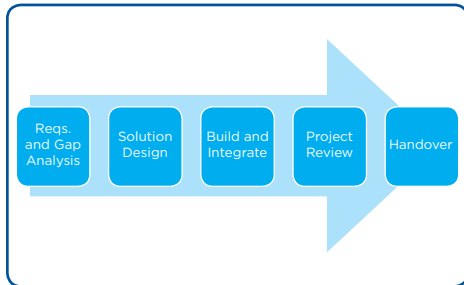 Reqs.
and Gap
Analysis
Solution
Design
Build and
Integrate
Project
Review
Handover